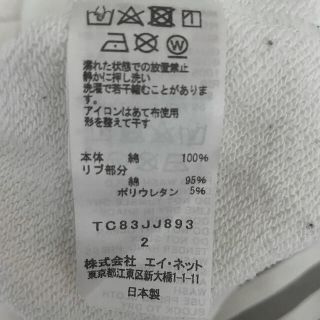 濡れた状態での放置禁止
静かに押し洗い
洗濯で若干縮むことがあります。
アイロンはあて布使用
形を整えて干す
本体 綿 100%
リブ部分
綿 95%
ポリウレタン 5%
TC83JJ893
2
株式会社 エイ・ネット
東京都江東区新大橋1-1-11
日本製